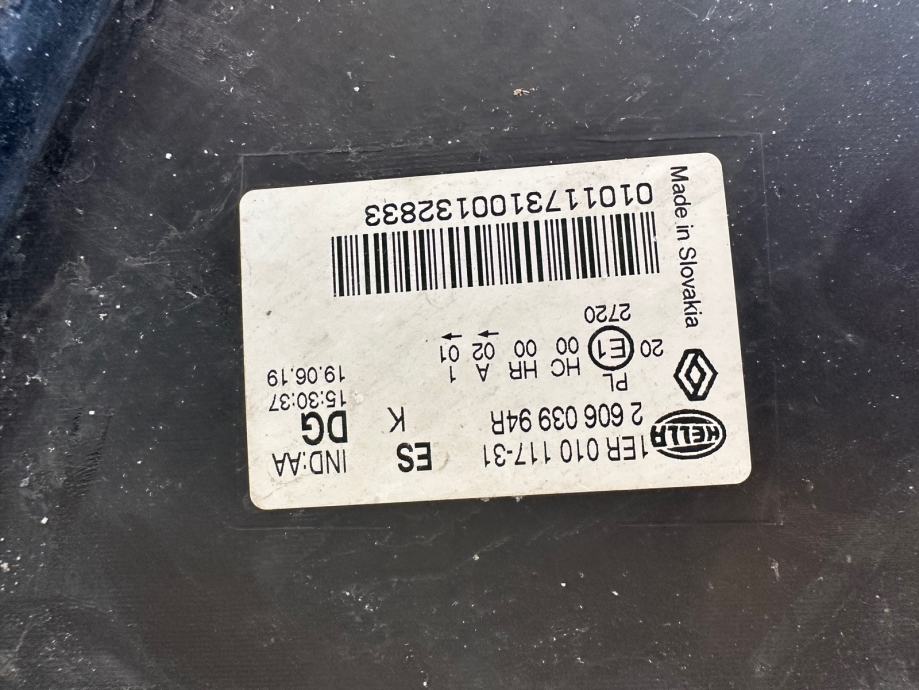 HELLA 1ER 010 117-31 ES IND:AA
2 606 039 94R K DG
15:30:37
PL HC HR A 1 19.06.19
20 E1 00 00 02 01
2720
Made in Slovakia
0101173100132833